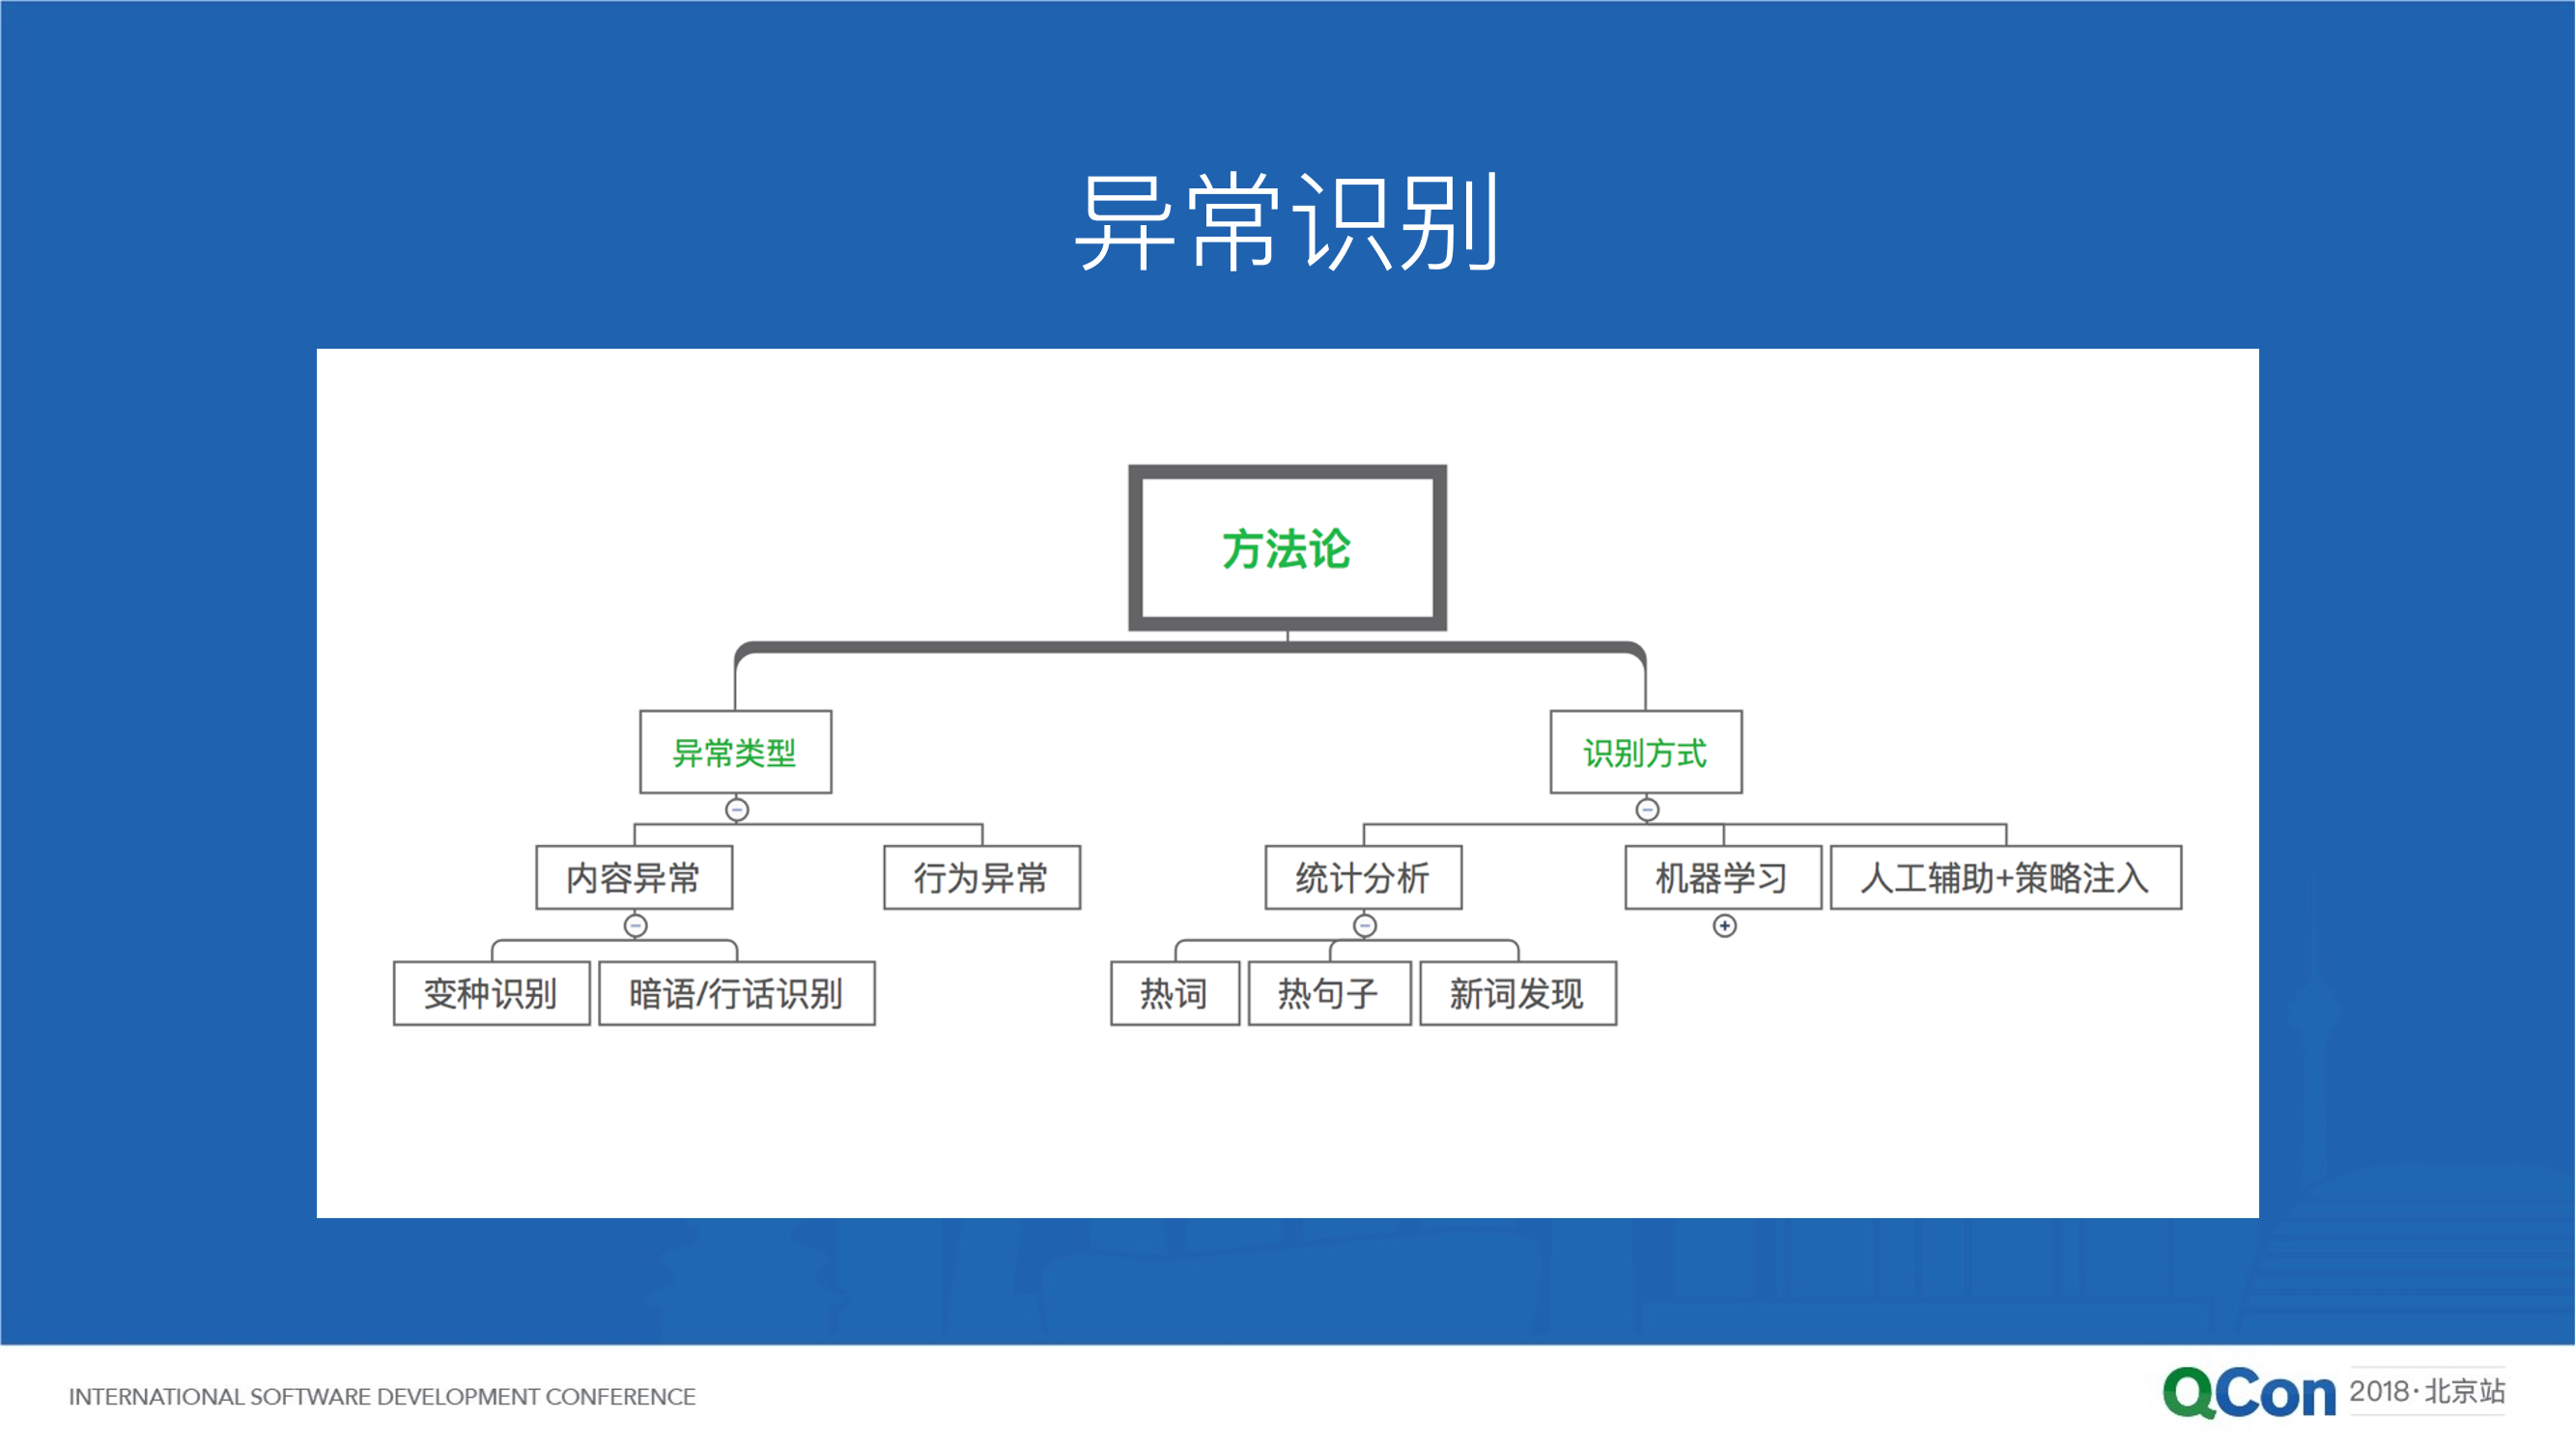 异常识别
方法论
异常类型
识别方式
内容异常
行为异常
统计分析
机器学习
人工辅助+策略注入
变种识别
暗语/行话识别
热词
热句子
新词发现
INTERNATIONAL SOFTWARE DEVELOPMENT CONFERENCE
QCon 2018·北京站